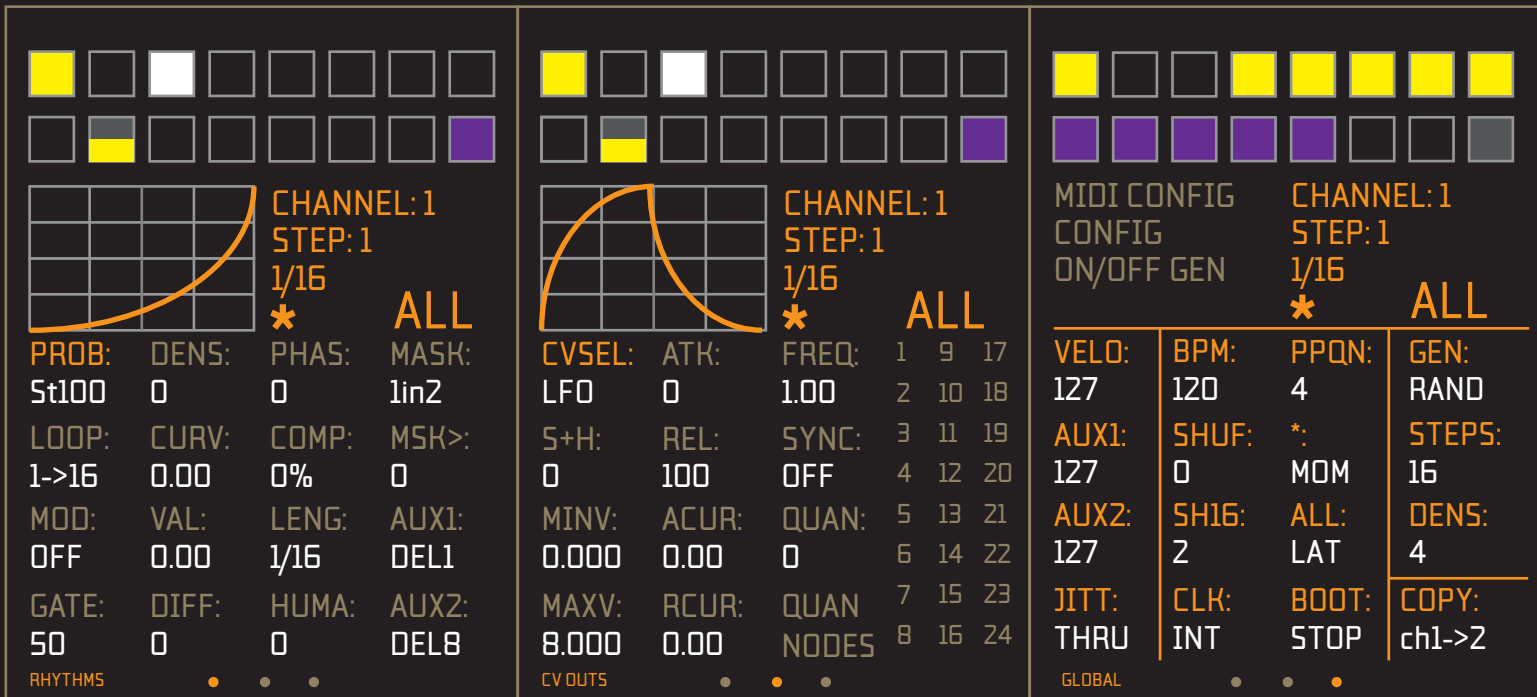 CHANNEL: 1
STEP: 1
1/16
* ALL
PROB: DENS: PHAS: MASK:
St100 0 0 1in2
LOOP: CURV: COMP: MSK>:
1->16 0.00 0% 0
MOD: VAL: LENG: AUX1:
OFF 0.00 1/16 DEL1
GATE: DIFF: HUMA: AUX2:
50 0 0 DEL8
RHYTHMS
CHANNEL: 1
STEP: 1
1/16
* ALL
CVSEL: ATK: FREQ: 1 9 17
LFO 0 1.00 2 10 18
S+H: REL: SYNC: 3 11 19
0 100 OFF 4 12 20
MINV: ACUR: QUAN: 5 13 21
0.000 0.00 0 6 14 22
MAXV: RCUR: QUAN 7 15 23
8.000 0.00 NODES 8 16 24
CV OUTS
MIDI CONFIG CHANNEL: 1
CONFIG STEP: 1
ON/OFF GEN 1/16
* ALL
VELO: BPM: PPQN: GEN:
127 120 4 RAND
AUX1: SHUF: *: STEPS:
127 0 MOM 16
AUX2: SH16: ALL: DENS:
127 2 LAT 4
JITT: CLK: BOOT: COPY:
THRU INT STOP ch1->2
GLOBAL